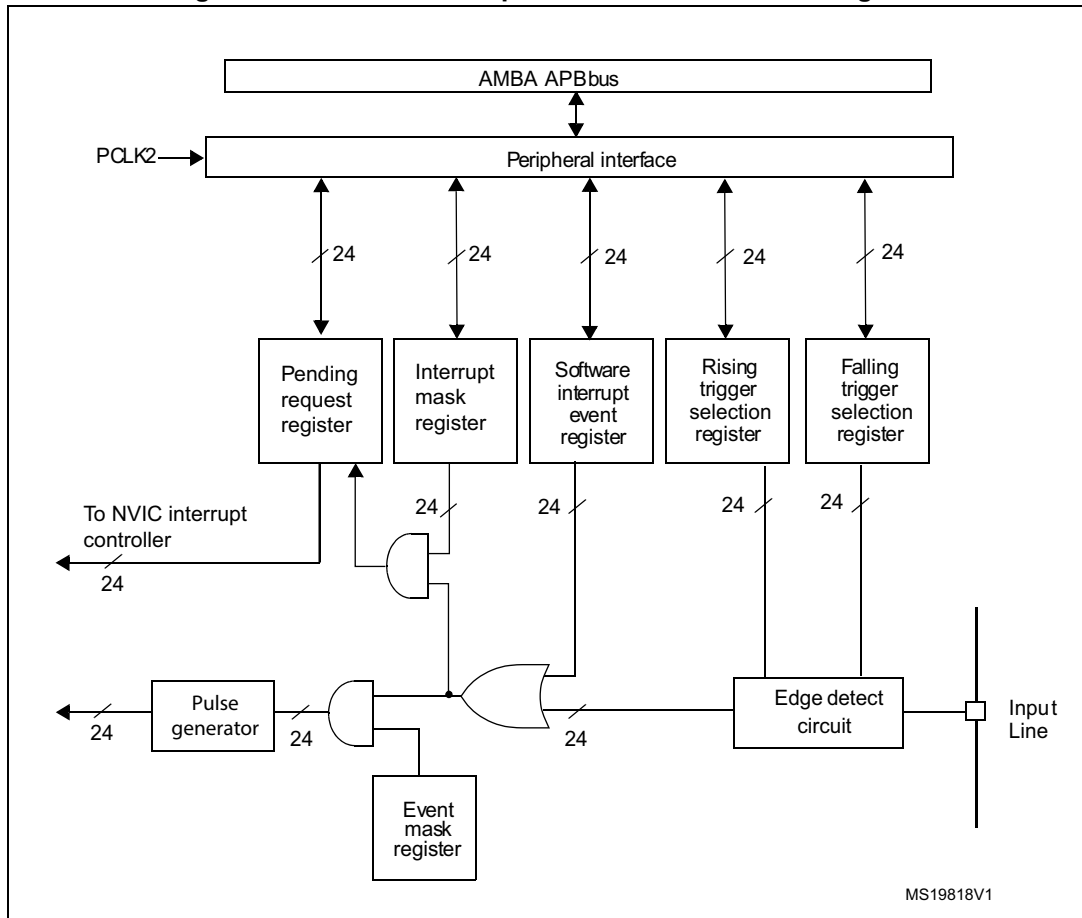 AMBA APB bus
PCLK2
Peripheral interface
24
24
24
24
24
Pending
request
register
Interrupt
mask
register
Software
interrupt
event
register
Rising
trigger
selection
register
Falling
trigger
selection
register
24
24
24
24
To NVIC interrupt
controller
24
Pulse
generator
24
24
24
Edge detect
circuit
Input
Line
Event
mask
register
MS19818V1